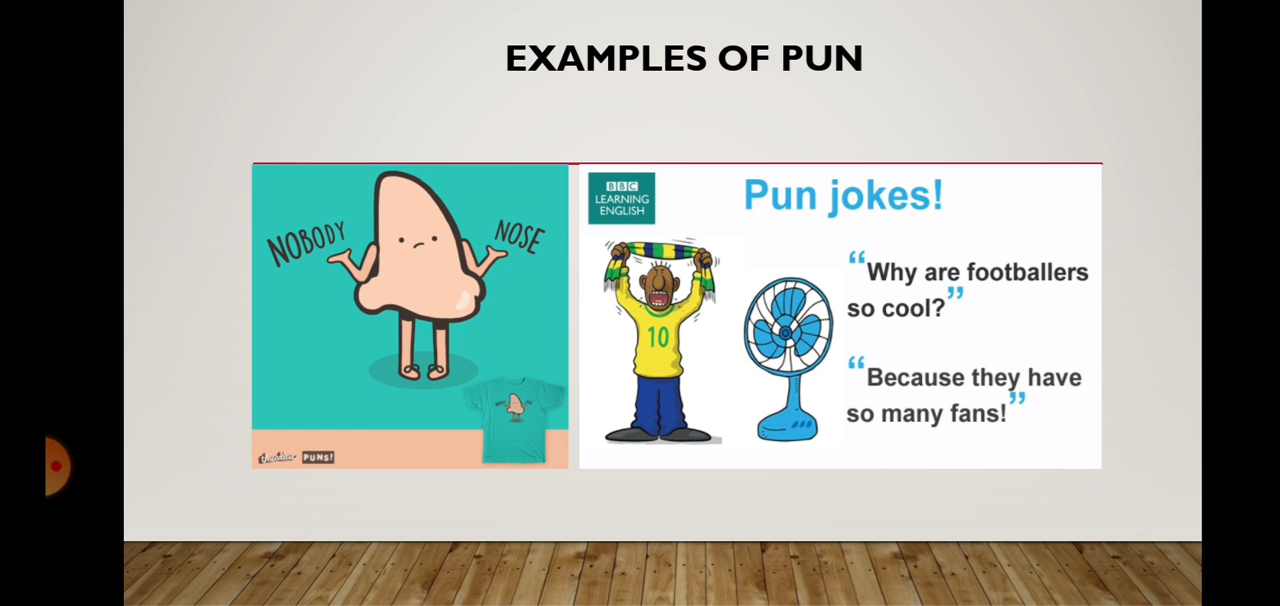 EXAMPLES OF PUN
NOBODY
NOSE
PUNS!
BBC
LEARNING
ENGLISH
10
Pun jokes!
“Why are footballers
so cool?”
“Because they have
so many fans!”